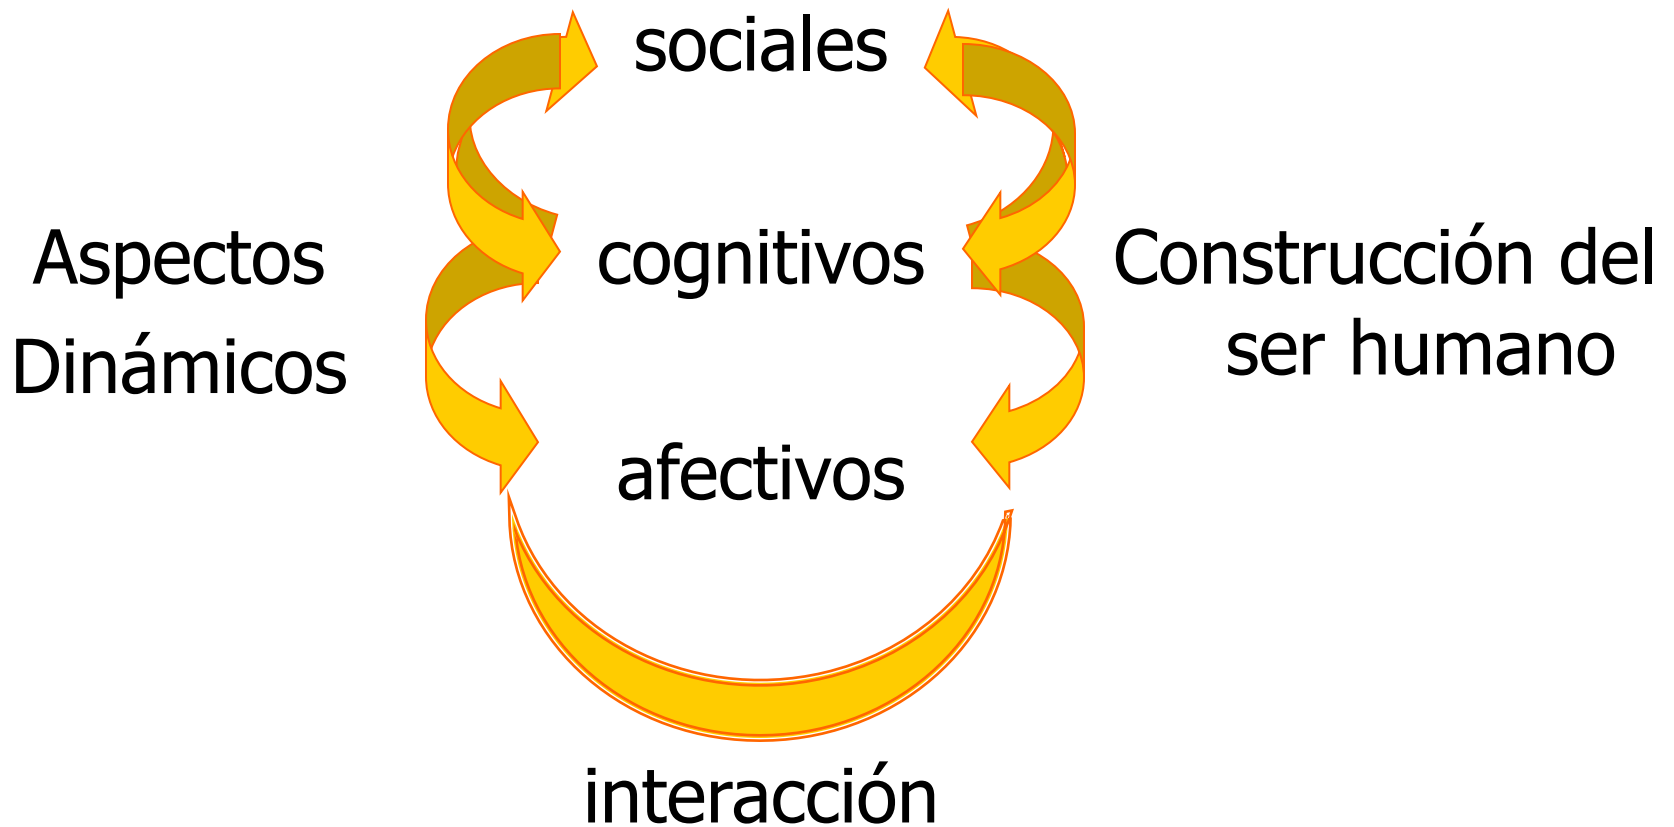 sociales
Aspectos
Dinámicos
cognitivos
Construcción del
ser humano
afectivos
interacción